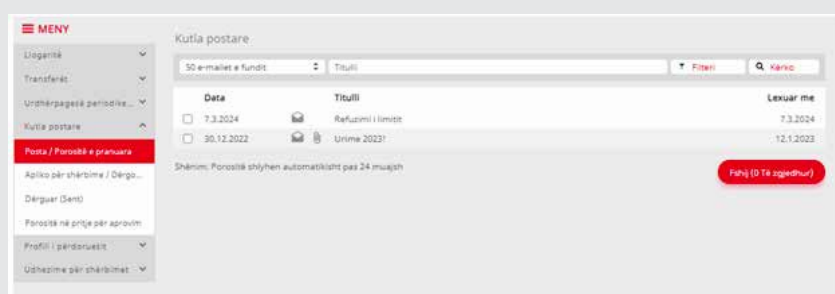 MENY
Llogaritë
Transferët
Urdhërpagesë periodike...
Kutia postare
Posta / Porositë e pranuara
Apliko për shërbime / Dërgo...
Dërguar (Sent)
Porositë në pritje për aprovim
Profili i përdoruesit
Udhëzime për shërbimet
Kutia postare
50 e-mailet e fundit Titulli Filteri Kërko
Data Titulli Lexuar me
7.3.2024 Refuzimi i limitit 7.3.2024
30.12.2022 Urime 2023! 12.1.2023
Shënim: Porositë shlyhen automatikisht pas 24 muajsh
Fshij (0 Të zgjedhur)